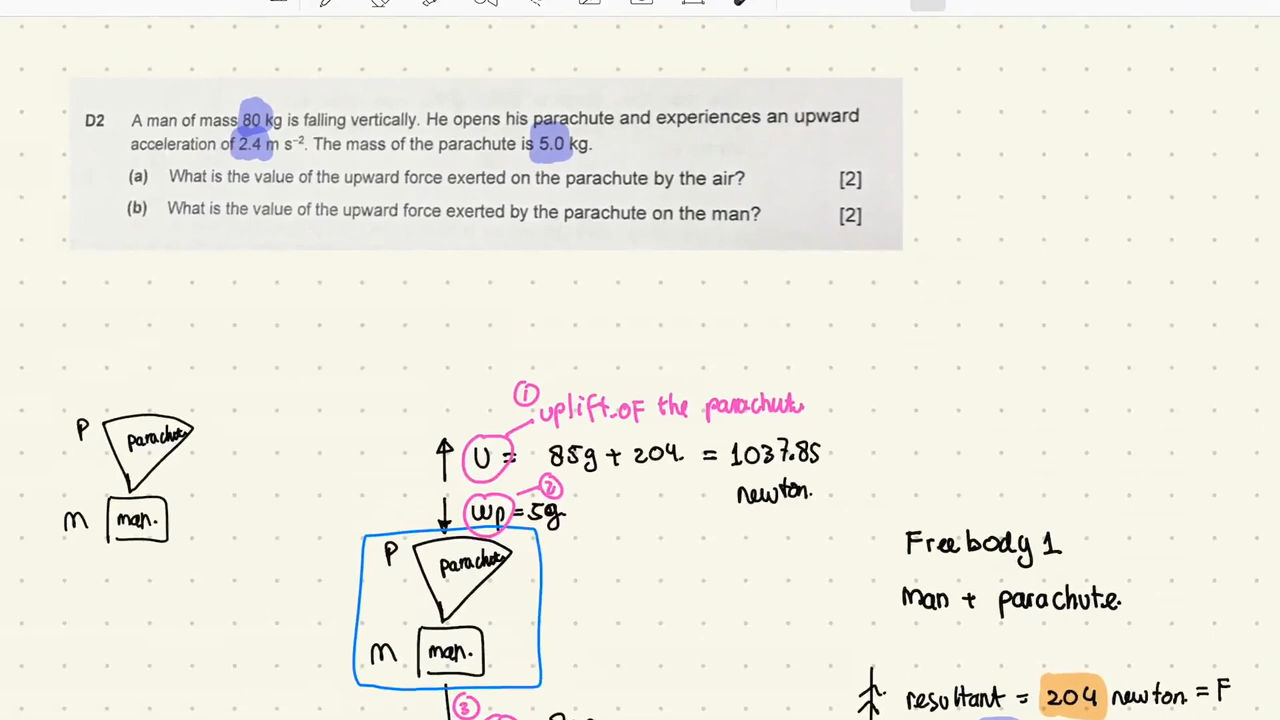 D2 A man of mass 80 kg is falling vertically. He opens his parachute and experiences an upward
acceleration of 2.4 m s⁻². The mass of the parachute is 5.0 kg.
(a) What is the value of the upward force exerted on the parachute by the air? [2]
(b) What is the value of the upward force exerted by the parachute on the man? [2]
① uplift of the parachute
U = 85g + 204. = 1037.85
newton.
②
Wp = 5g
P parachute
M man.
P parachute
M man.
③
Free body 1
man + parachute.
resultant = 204 newton = F